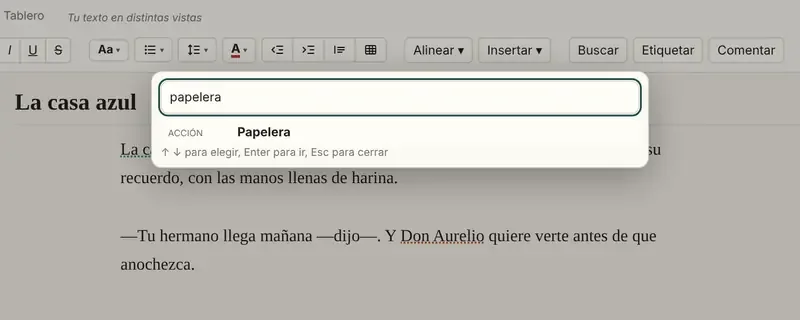 Tablero Tu texto en distintas vistas
I U S Aa A Alinear Insertar Buscar Etiquetar Comentar
La casa azul
papelera
ACCIÓN Papelera
↑ ↓ para elegir, Enter para ir, Esc para cerrar
La su
recuerdo, con las manos llenas de harina.
—Tu hermano llega mañana —dijo—. Y Don Aurelio quiere verte antes de que
anochezca.